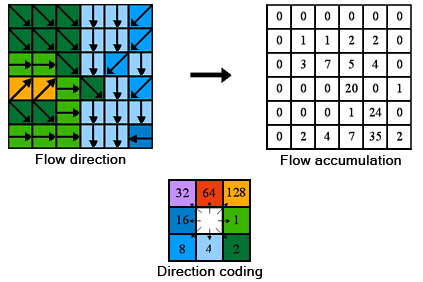 0 0 0 0 0 0
0 1 1 2 2 0
0 3 7 5 4 0
0 0 0 20 0 1
0 0 0 1 24 0
0 2 4 7 35 2
Flow direction
Flow accumulation
32 64 128
16 1
8 4 2
Direction coding